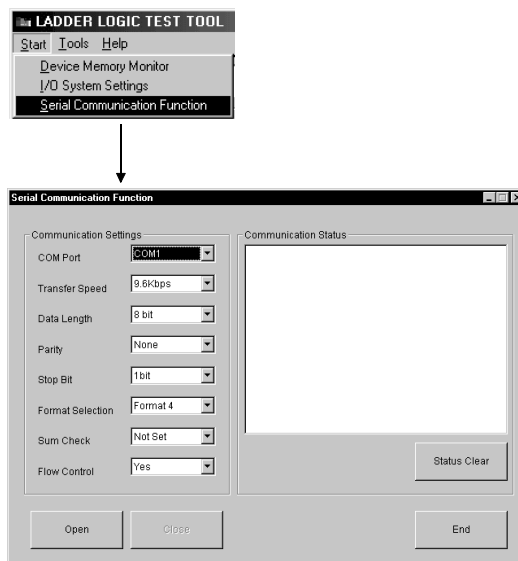 LADDER LOGIC TEST TOOL
Start Tools Help
Device Memory Monitor
I/O System Settings
Serial Communication Function
Serial Communication Function
Communication Settings
COM Port COM1
Transfer Speed 9.6Kbps
Data Length 8 bit
Parity None
Stop Bit 1bit
Format Selection Format 4
Sum Check Not Set
Flow Control Yes
Communication Status
Status Clear
Open Close End